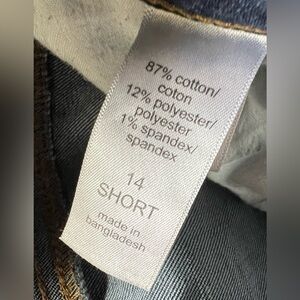 87% cotton/
coton
12% polyester/
polyester
1% spandex/
spandex
14
SHORT
made in
bangladesh